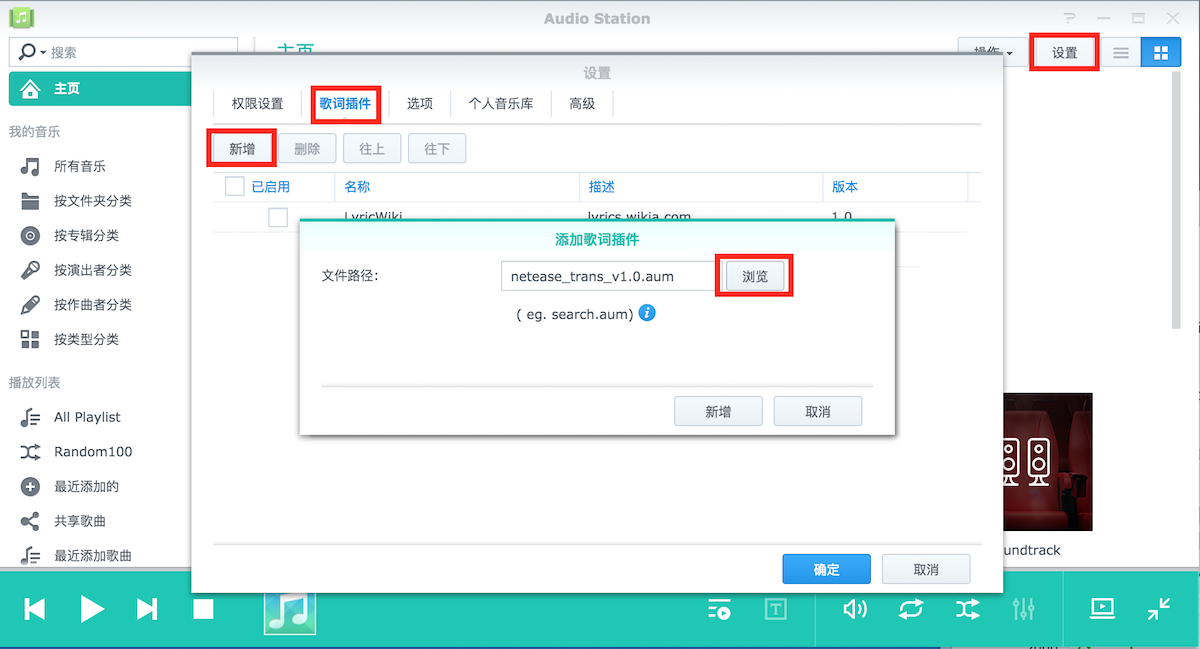 Audio Station
搜索
主页
操作
设置
主页
设置
权限设置
歌词插件
选项
个人音乐库
高级
新增
删除
往上
往下
已启用
名称
描述
版本
LyricWiki
lyrics.wikia.com
1.0
添加歌词插件
文件路径:
netease_trans_v1.0.aum
浏览
( eg. search.aum)
新增
取消
确定
取消
我的音乐
所有音乐
按文件夹分类
按专辑分类
按演出者分类
按作曲者分类
按类型分类
播放列表
All Playlist
Random100
最近添加的
共享歌曲
最近添加歌曲
undtrack
T